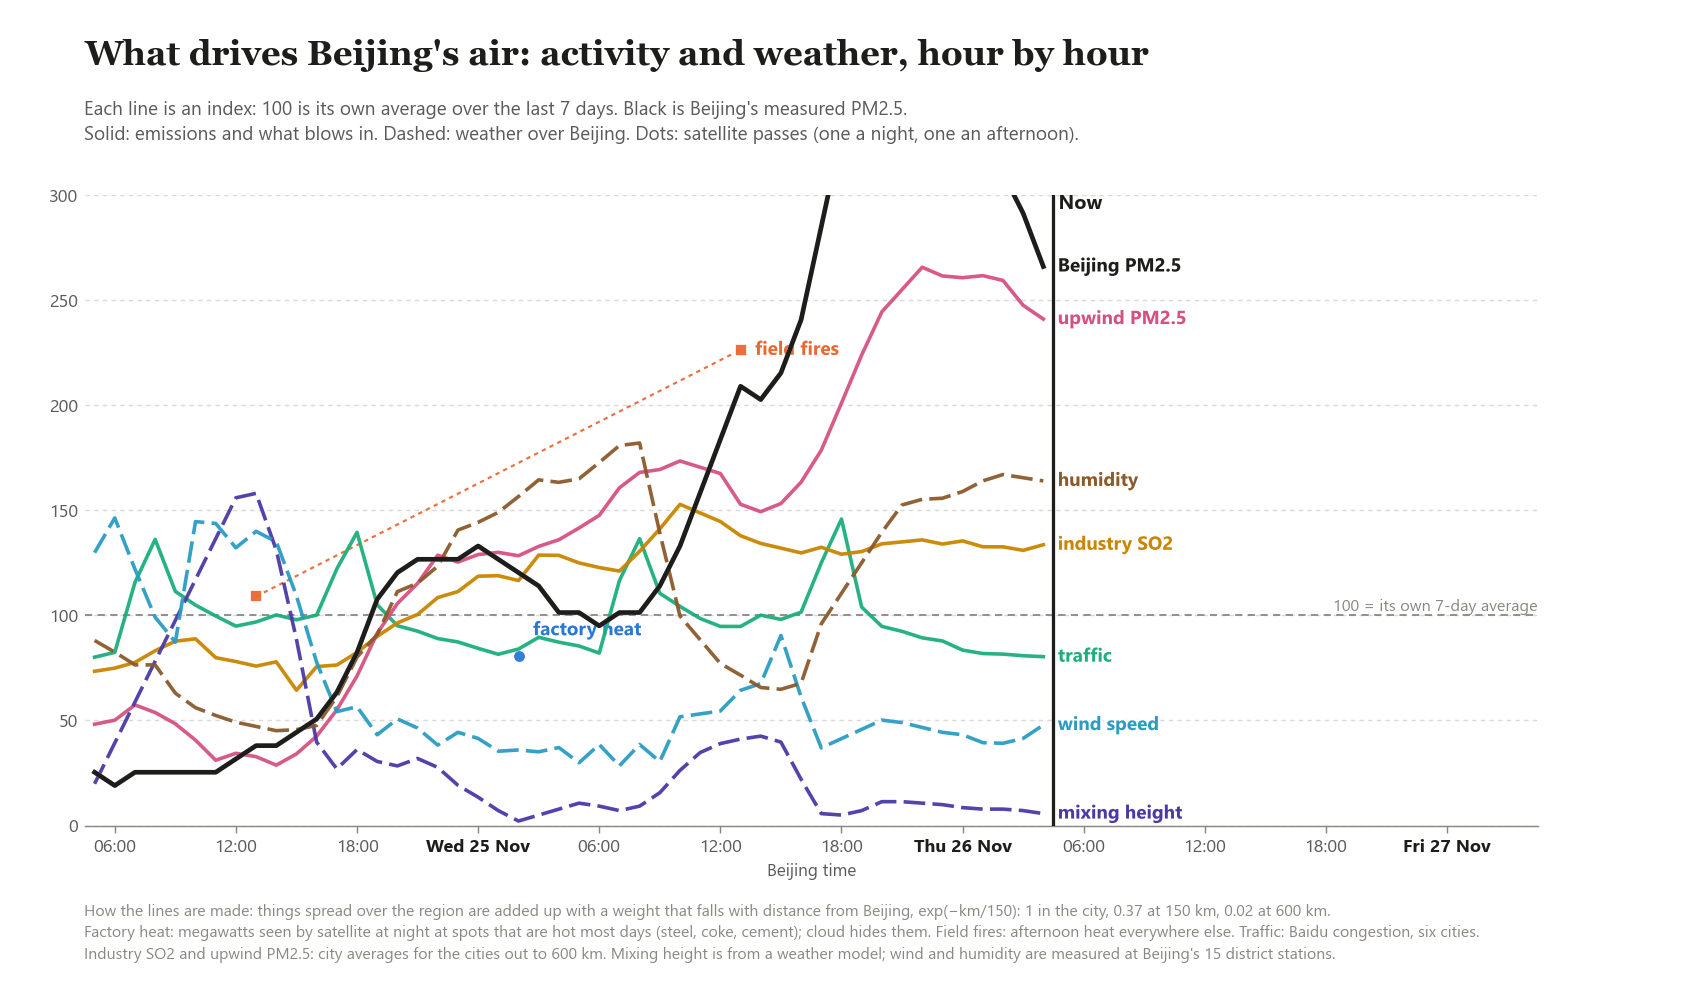 What drives Beijing's air: activity and weather, hour by hour
Each line is an index: 100 is its own average over the last 7 days. Black is Beijing's measured PM2.5.
Solid: emissions and what blows in. Dashed: weather over Beijing. Dots: satellite passes (one a night, one an afternoon).
300
250
200
150
100
50
0
Now
Beijing PM2.5
upwind PM2.5
field fires
humidity
industry SO2
100 = its own 7-day average
factory heat
traffic
wind speed
mixing height
06:00 12:00 18:00 Wed 25 Nov 06:00 12:00 18:00 Thu 26 Nov 06:00 12:00 18:00 Fri 27 Nov
Beijing time
How the lines are made: things spread over the region are added up with a weight that falls with distance from Beijing, exp(−km/150): 1 in the city, 0.37 at 150 km, 0.02 at 600 km.
Factory heat: megawatts seen by satellite at night at spots that are hot most days (steel, coke, cement); cloud hides them. Field fires: afternoon heat everywhere else. Traffic: Baidu congestion, six cities.
Industry SO2 and upwind PM2.5: city averages for the cities out to 600 km. Mixing height is from a weather model; wind and humidity are measured at Beijing's 15 district stations.